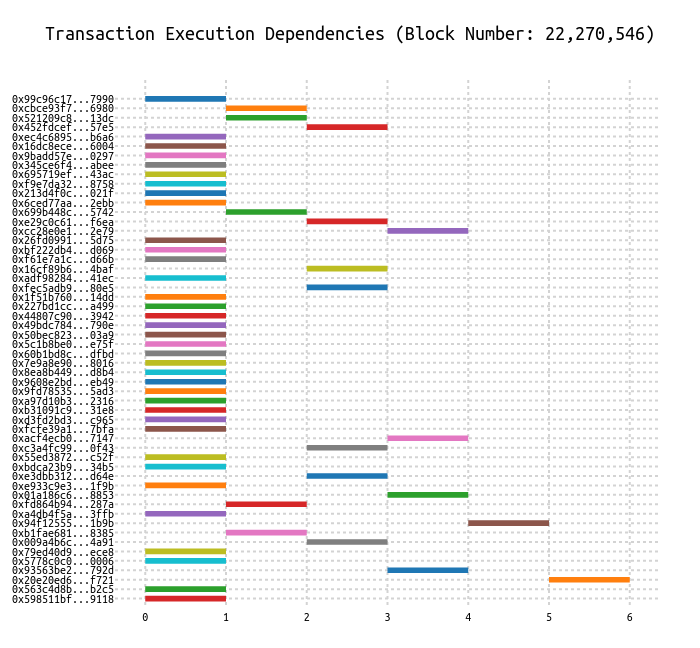 Transaction Execution Dependencies (Block Number: 22,270,546)
0x99c96c17...7990
0xcbce93f7...6980
0x521209c8...13dc
0x452fdcef...57e5
0xec4c6895...b6a6
0x16dc8ece...6004
0x9badd57e...0297
0x345ce6f4...abee
0x695719ef...43ac
0xf9e7da32...8758
0x213d4f0c...021f
0x6ced77aa...2ebb
0x699b448c...5742
0xe29c0c61...f6ea
0xcc28e0e1...2e79
0x26fd0991...5d75
0xbf222db4...d069
0xf61e7a1c...d66b
0x16cf89b6...4baf
0xadf98284...41ec
0xfec5adb9...80e5
0x1f51b760...14dd
0x227bd1cc...a499
0x44807c90...3942
0x49bdc784...790e
0x50bec823...03a9
0x5c1b8be0...e75f
0x60b1bd8c...dfbd
0x7e9a8e90...8016
0x8ea8b449...d8b4
0x9608e2bd...eb49
0x9fd78535...5ad3
0xa97d10b3...2316
0xb31091c9...31e8
0xd3fd2bd3...c965
0xfcfe39a1...7bfa
0xacf4ecb0...7147
0xc3a4fc99...0f43
0x55ed3872...c52f
0xbdca23b9...34b5
0xe3dbb312...d64e
0xe933c9e3...1f9b
0x01a186c6...8853
0xfd864b94...287a
0xa4db4f5a...3ffb
0x94f12555...1b9b
0xb1fae681...8385
0x009a4b6c...4a91
0x79ed40d9...ece8
0x5778c0c0...0006
0x93563be2...792d
0x20e20ed6...f721
0x563c4d8b...b2c5
0x598511bf...9118
0 1 2 3 4 5 6